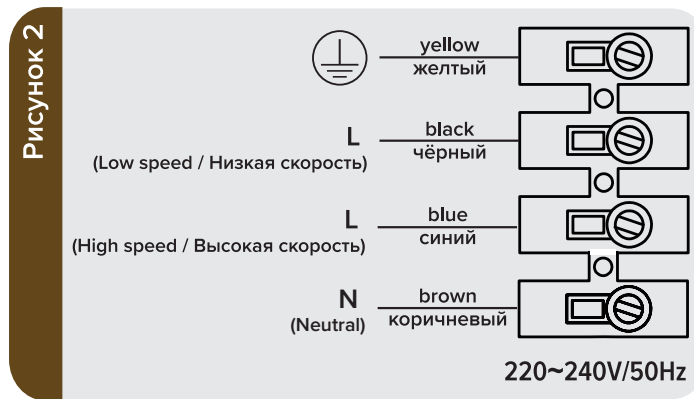 Рисунок 2
yellow
желтый
L
black
(Low speed / Низкая скорость)
чёрный
L
blue
(High speed / Высокая скорость)
синий
N
brown
(Neutral)
коричневый
220~240V/50Hz